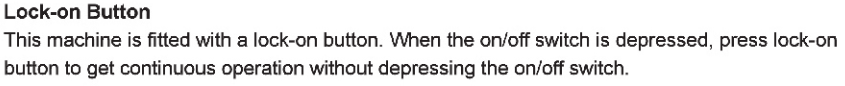 Lock-on Button
This machine is fitted with a lock-on button. When the on/off switch is depressed, press lock-on
button to get continuous operation without depressing the on/off switch.